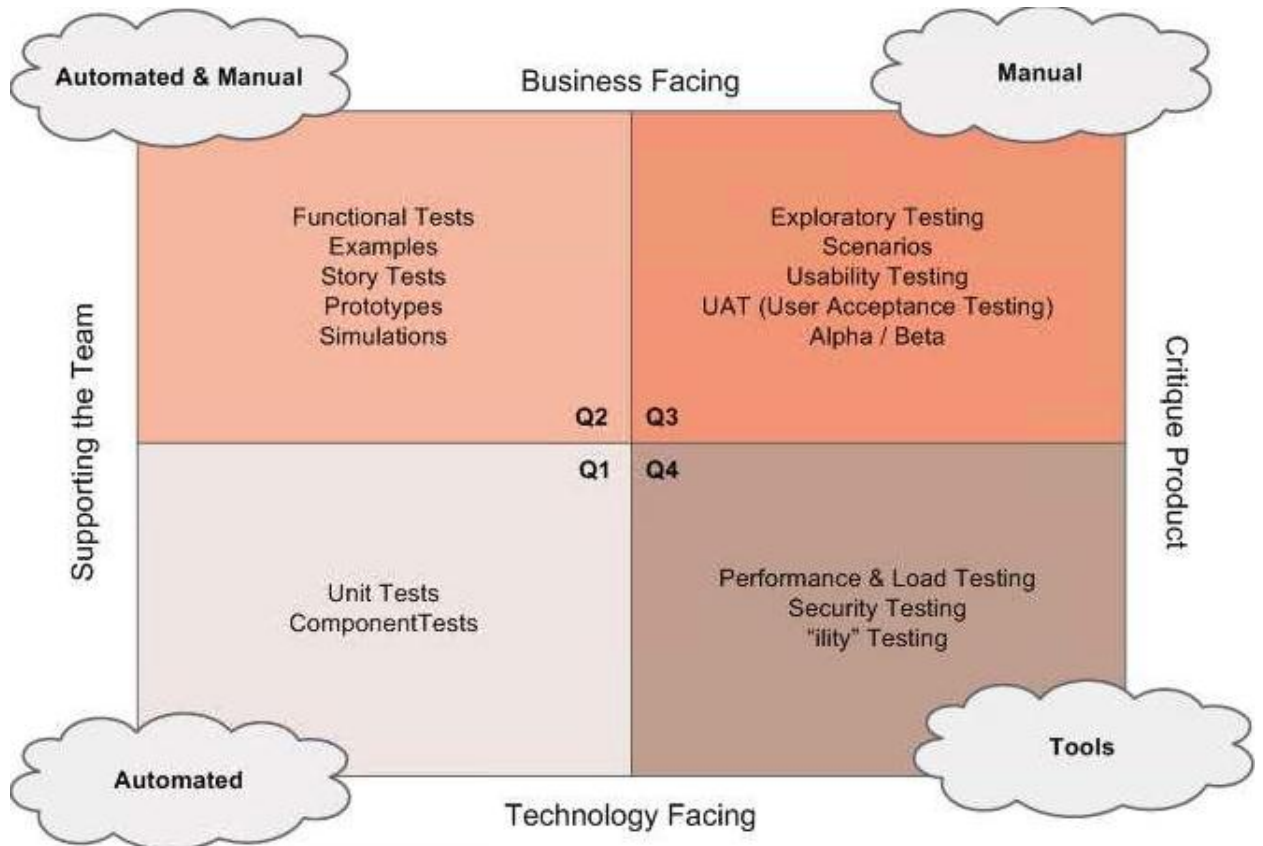 Automated & Manual
Business Facing
Manual
Supporting the Team
Functional Tests
Examples
Story Tests
Prototypes
Simulations
Q2
Exploratory Testing
Scenarios
Usability Testing
UAT (User Acceptance Testing)
Alpha / Beta
Q3
Critique Product
Q1
Unit Tests
ComponentTests
Q4
Performance & Load Testing
Security Testing
“ility” Testing
Automated
Technology Facing
Tools